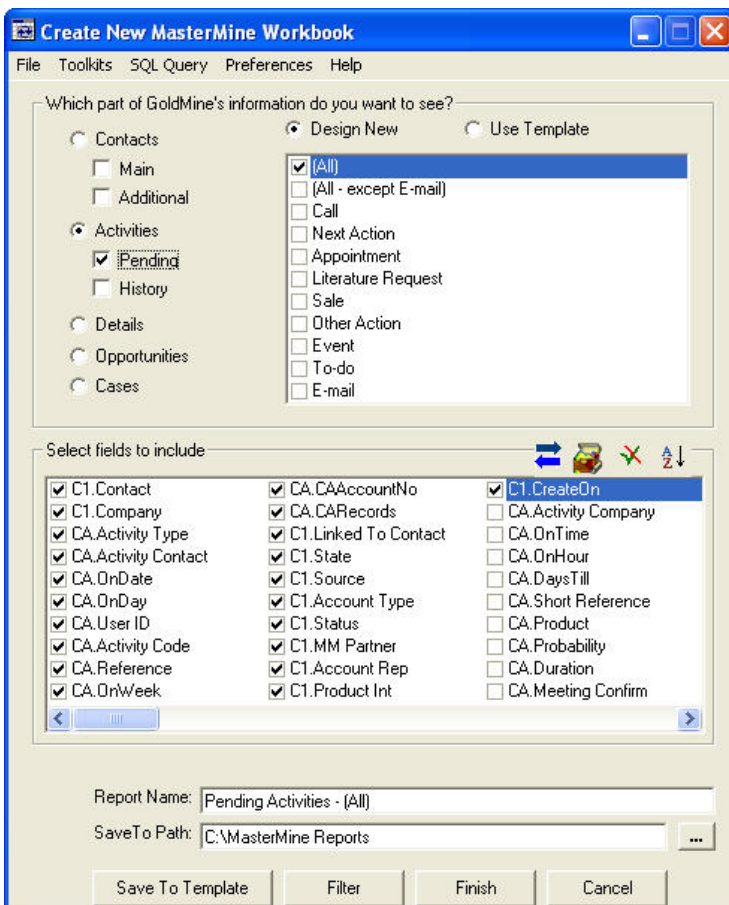 Create New MasterMine Workbook
File Toolkits SQL Query Preferences Help
Which part of GoldMine's information do you want to see?
Contacts
Main
Additional
Activities
Pending
History
Details
Opportunities
Cases
Design New Use Template
(All)
(All - except E-mail)
Call
Next Action
Appointment
Literature Request
Sale
Other Action
Event
To-do
E-mail
Select fields to include
A
Z
C1.Contact CA.CAAccountNo C1.CreateOn
C1.Company CA.CARecords CA.Activity Company
CA.Activity Type C1.Linked To Contact CA.OnTime
CA.Activity Contact C1.State CA.OnHour
CA.OnDate C1.Source CA.DaysTill
CA.OnDay C1.Account Type CA.Short Reference
CA.User ID C1.Status CA.Product
CA.Activity Code C1.MM Partner CA.Probability
CA.Reference C1.Account Rep CA.Duration
CA.OnWeek C1.Product Int CA.Meeting Confirm
Report Name: Pending Activities - (All)
SaveTo Path: C:\MasterMine Reports ...
Save To Template Filter Finish Cancel